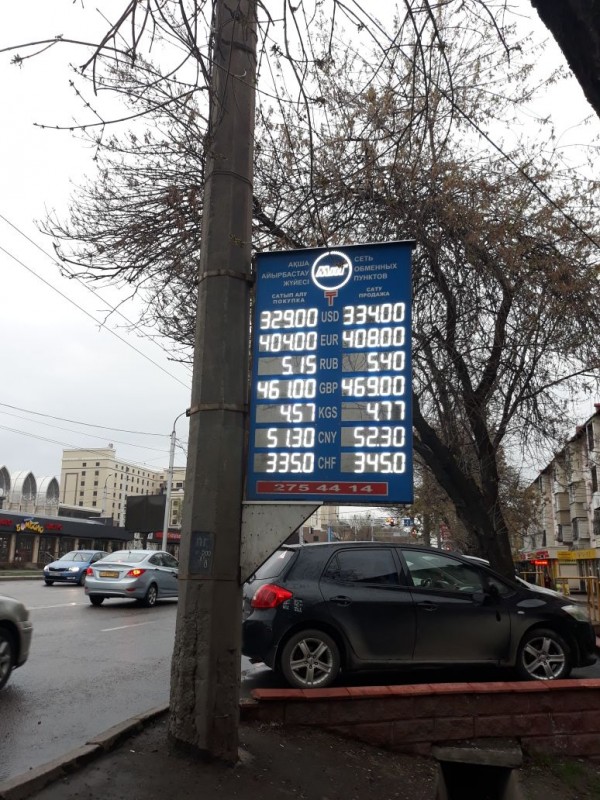 АҚША
АЙЫРБАСТАУ
ЖҮЙЕСІ
СЕТЬ
ОБМЕННЫХ
ПУНКТОВ
САТЫП АЛУ
ПОКУПКА
САТУ
ПРОДАЖА
329.00 USD 334.00
404.00 EUR 408.00
5.15 RUB 5.40
461.00 GBP 469.00
4.57 KGS 4.77
51.30 CNY 52.30
335.0 CHF 345.0
275 44 14